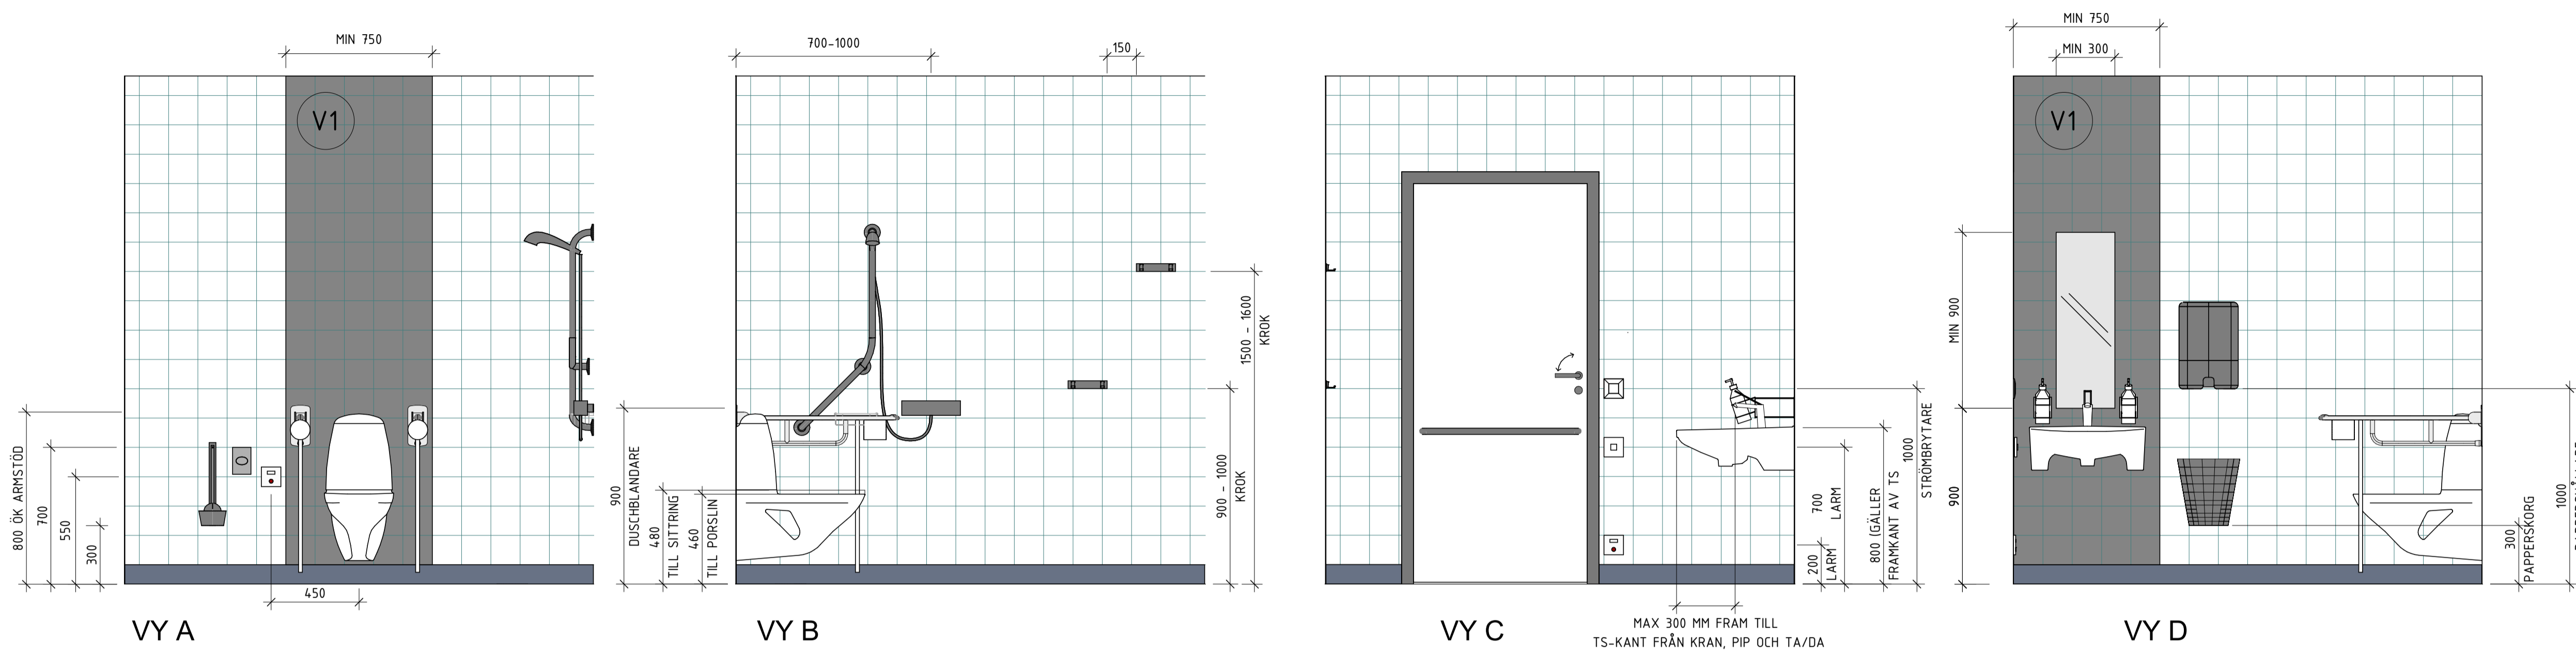 MIN 750
V1
800 ÖK ARMSTÖD
700
550
300
450
VY A
700-1000
150
900
DUSCHBLANDARE
480
TILL SITTRING
460
TILL PORSLIN
900 - 1000
KROK
1500 - 1600
KROK
VY B
200
LARM
700
LARM
800 (GÄLLER
FRAMKANT AV TS
1000
STRÖMBRYTARE
MAX 300 MM FRAM TILL
TS-KANT FRÅN KRAN, PIP OCH TA/DA
VY C
MIN 750
MIN 300
V1
MIN 900
900
300
PAPPERSKORG
1000
VY D